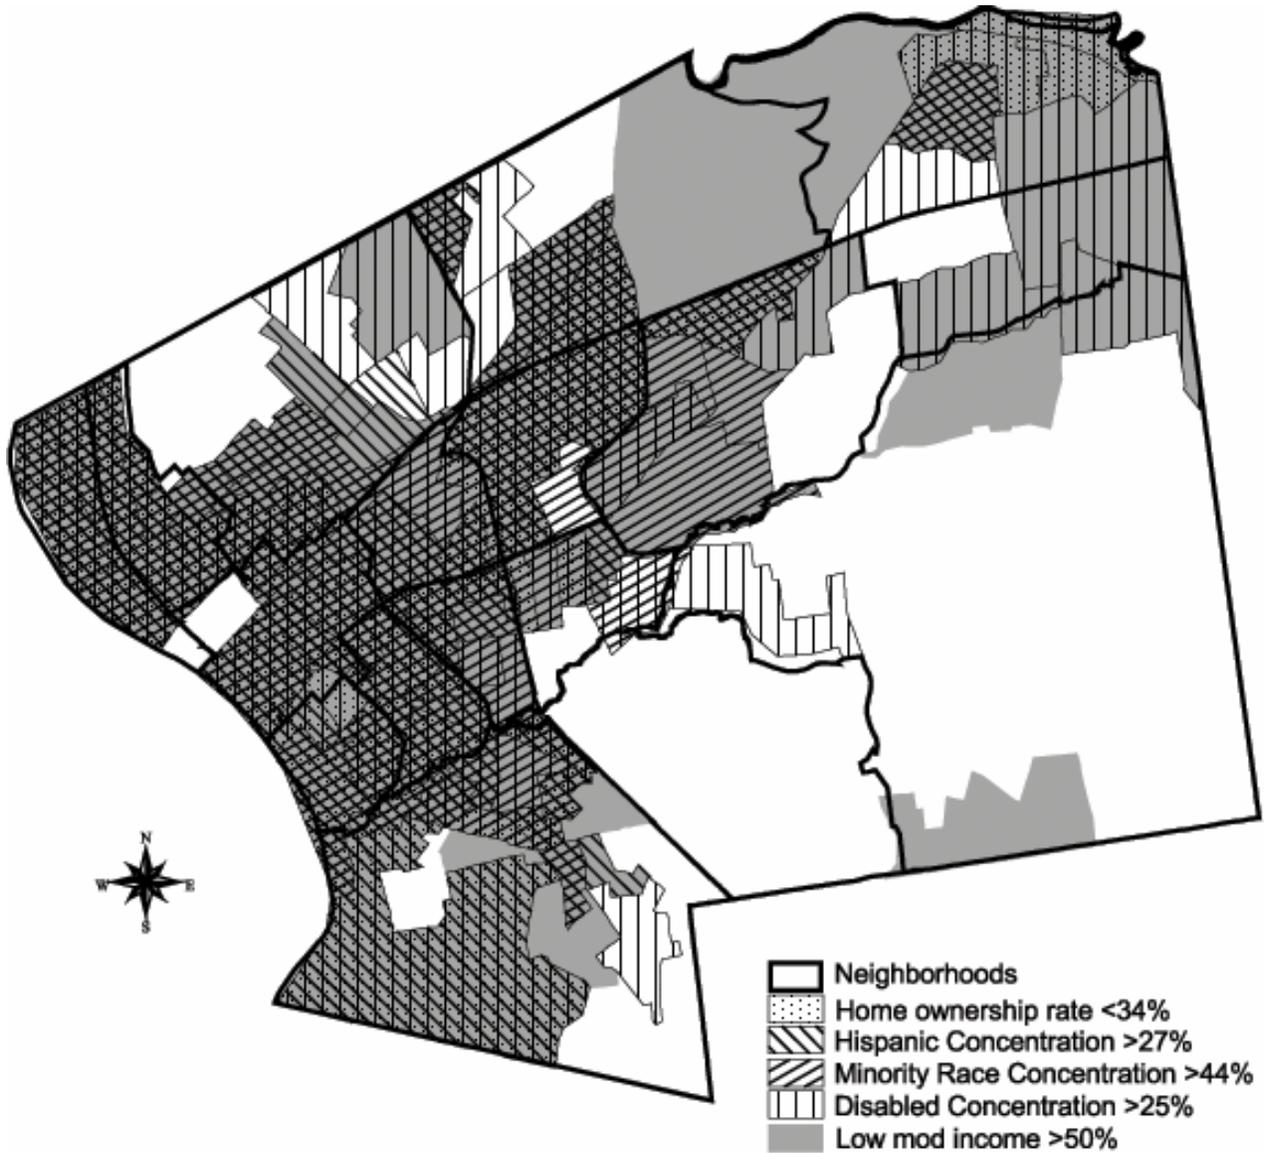 N
W E
S
Neighborhoods
Home ownership rate <34%
Hispanic Concentration >27%
Minority Race Concentration >44%
Disabled Concentration >25%
Low mod income >50%